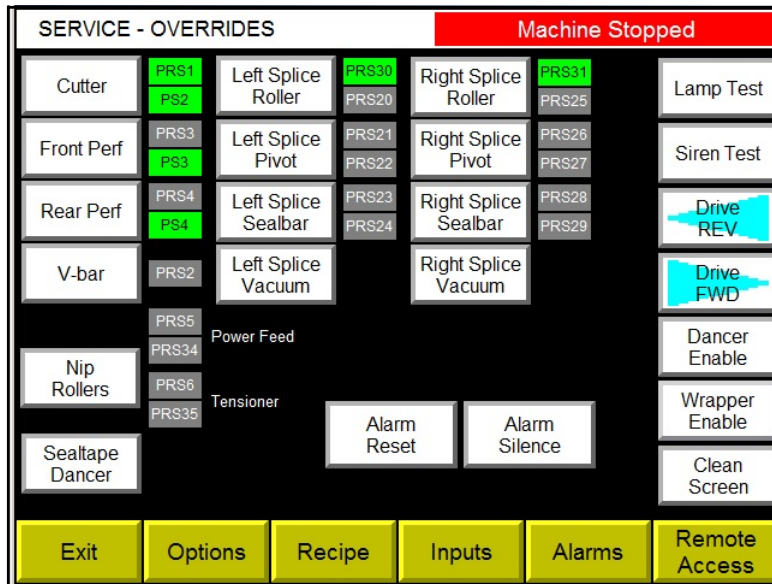 SERVICE - OVERRIDES
Machine Stopped
Cutter
PRS1
PS2
Left Splice
Roller
PRS30
PRS20
Right Splice
Roller
PRS31
PRS25
Lamp Test
Front Perf
PRS3
PS3
Left Splice
Pivot
PRS21
PRS22
Right Splice
Pivot
PRS26
PRS27
Siren Test
Rear Perf
PRS4
PS4
Left Splice
Sealbar
PRS23
PRS24
Right Splice
Sealbar
PRS28
PRS29
Drive
REV
V-bar
PRS2
Left Splice
Vacuum
Right Splice
Vacuum
Drive
FWD
PRS5
PRS34
Power Feed
Dancer
Enable
Nip
Rollers
PRS6
PRS35
Tensioner
Alarm
Reset
Alarm
Silence
Wrapper
Enable
Sealtape
Dancer
Clean
Screen
Exit
Options
Recipe
Inputs
Alarms
Remote
Access